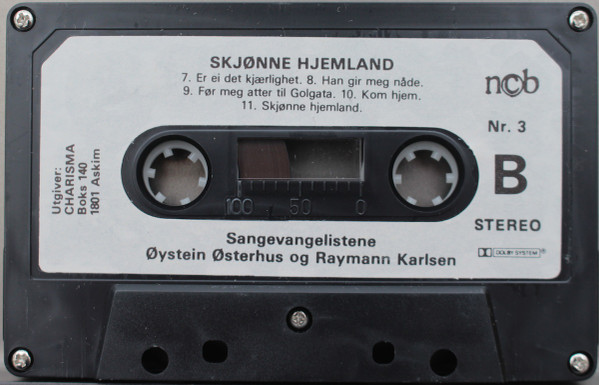 SKJØNNE HJEMLAND
7. Er ei det kjærlighet. 8. Han gir meg nåde.
9. Før meg atter til Golgata. 10. Kom hjem.
11. Skjønne hjemland.
ncb
Nr. 3
B
STEREO
DOLBY SYSTEM®
Utgiver:
CHARISMA
Boks 140
1801 Askim
100 50 0
Sangevangelistene
Øystein Østerhus og Raymann Karlsen